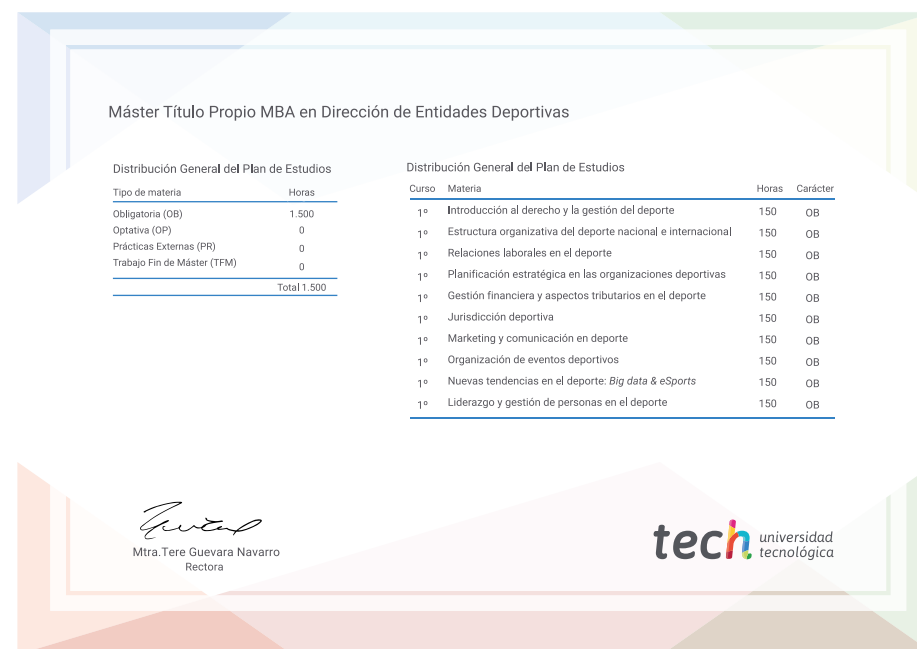 Máster Título Propio MBA en Dirección de Entidades Deportivas
Distribución General del Plan de Estudios
Tipo de materia Horas
Obligatoria (OB) 1.500
Optativa (OP) 0
Prácticas Externas (PR) 0
Trabajo Fin de Máster (TFM) 0
Total 1.500
Distribución General del Plan de Estudios
Curso Materia Horas Carácter
1º Introducción al derecho y la gestión del deporte 150 OB
1º Estructura organizativa del deporte nacional e internacional 150 OB
1º Relaciones laborales en el deporte 150 OB
1º Planificación estratégica en las organizaciones deportivas 150 OB
1º Gestión financiera y aspectos tributarios en el deporte 150 OB
1º Jurisdicción deportiva 150 OB
1º Marketing y comunicación en deporte 150 OB
1º Organización de eventos deportivos 150 OB
1º Nuevas tendencias en el deporte: Big data & eSports 150 OB
1º Liderazgo y gestión de personas en el deporte 150 OB
Mtra.Tere Guevara Navarro
Rectora
tech universidad
tecnológica